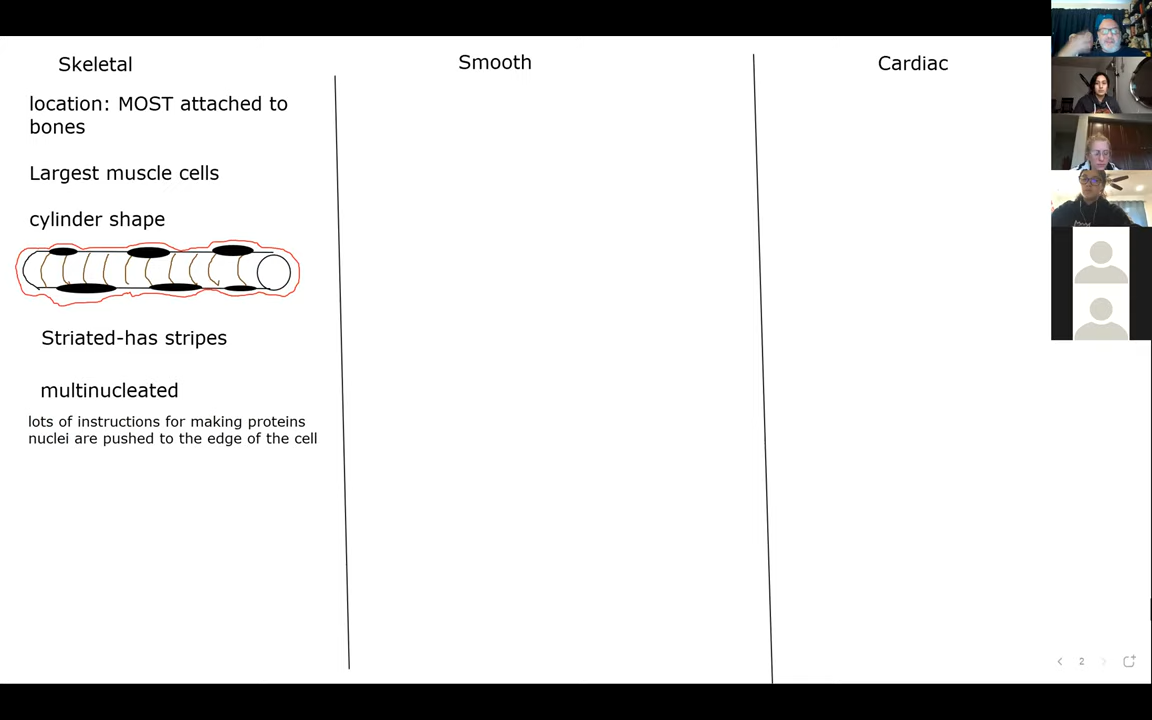 Skeletal
Smooth
Cardiac
location: MOST attached to
bones
Largest muscle cells
cylinder shape
Striated-has stripes
multinucleated
lots of instructions for making proteins
nuclei are pushed to the edge of the cell
2